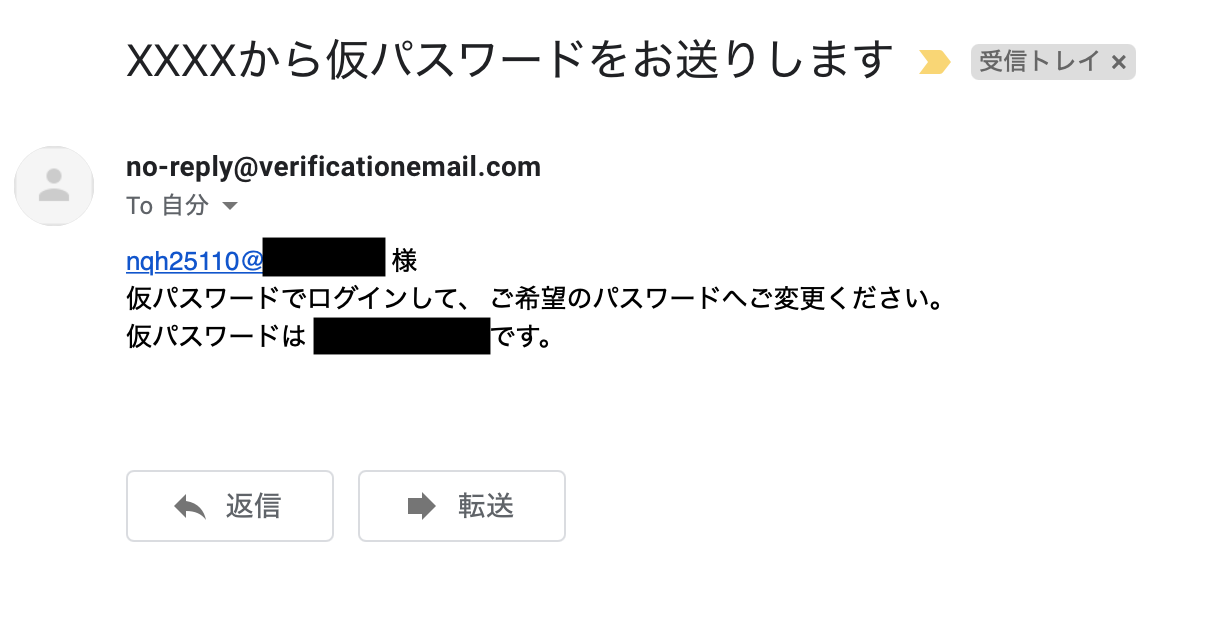 XXXXから仮パスワードをお送りします
受信トレイ ×
no-reply@verificationemail.com
To 自分
nqh25110@ 様
仮パスワードでログインして、 ご希望のパスワードへご変更ください。
仮パスワードは です。
返信
転送